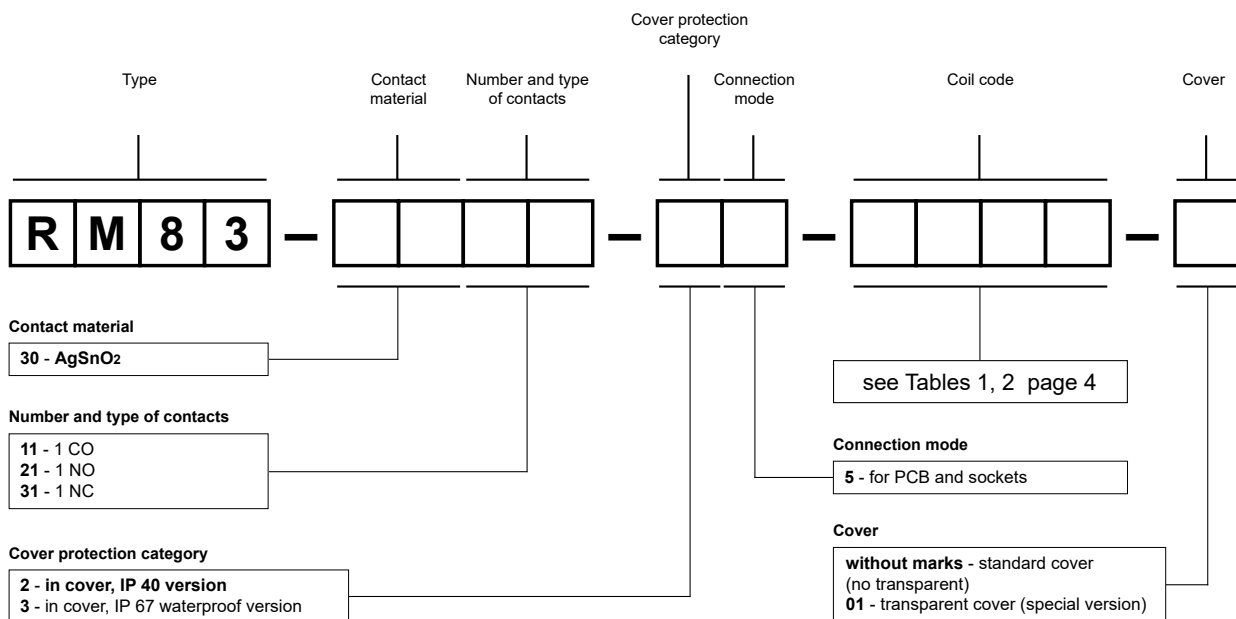 Cover protection
category
Type
Contact
material
Number and type
of contacts
Connection
mode
Coil code
Cover
R M 8 3 – – – –
Contact material
30 - AgSnO2
see Tables 1, 2 page 4
Number and type of contacts
11 - 1 CO
21 - 1 NO
31 - 1 NC
Connection mode
5 - for PCB and sockets
Cover protection category
2 - in cover, IP 40 version
3 - in cover, IP 67 waterproof version
Cover
without marks - standard cover
(no transparent)
01 - transparent cover (special version)